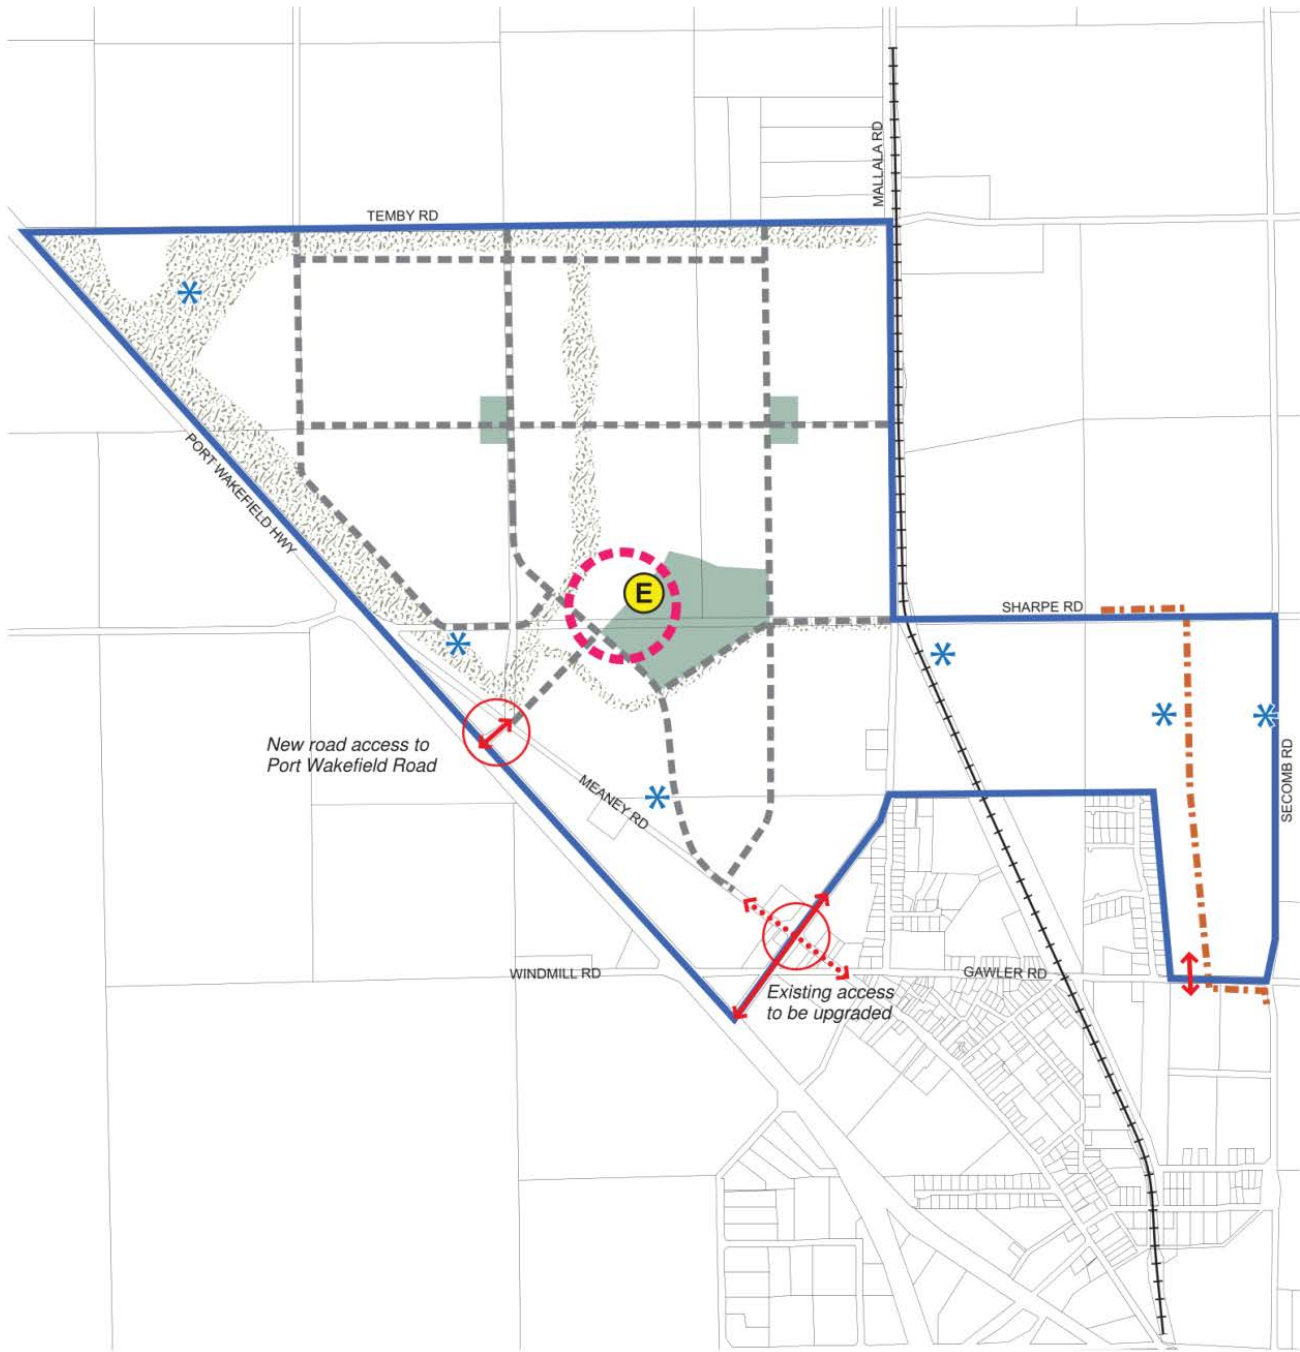 MALLALA RD
TEMBY RD
PORT WAKEFIELD HWY
E
SHARPE RD
New road access to
Port Wakefield Road
MEANEY RD
SECOMB RD
WINDMILL RD
GAWLER RD
Existing access
to be upgraded